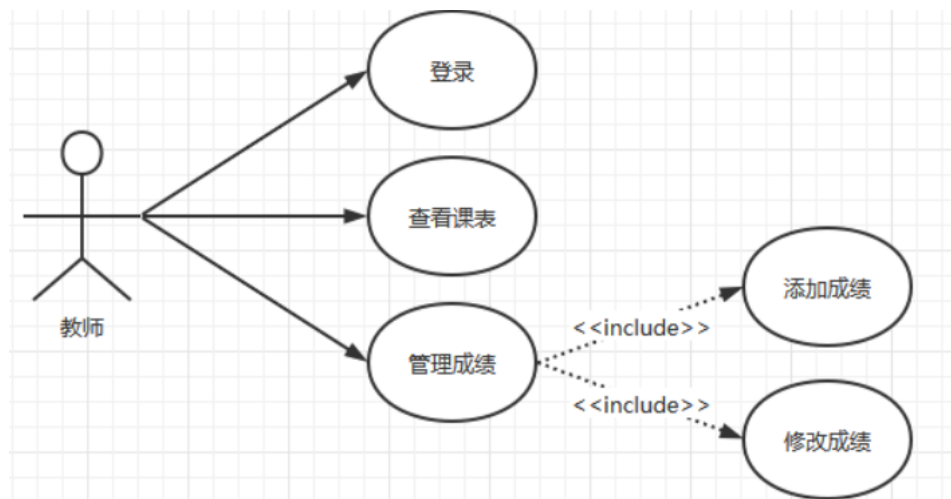 登录
查看课表
教师
管理成绩
<<include>>
添加成绩
<<include>>
修改成绩